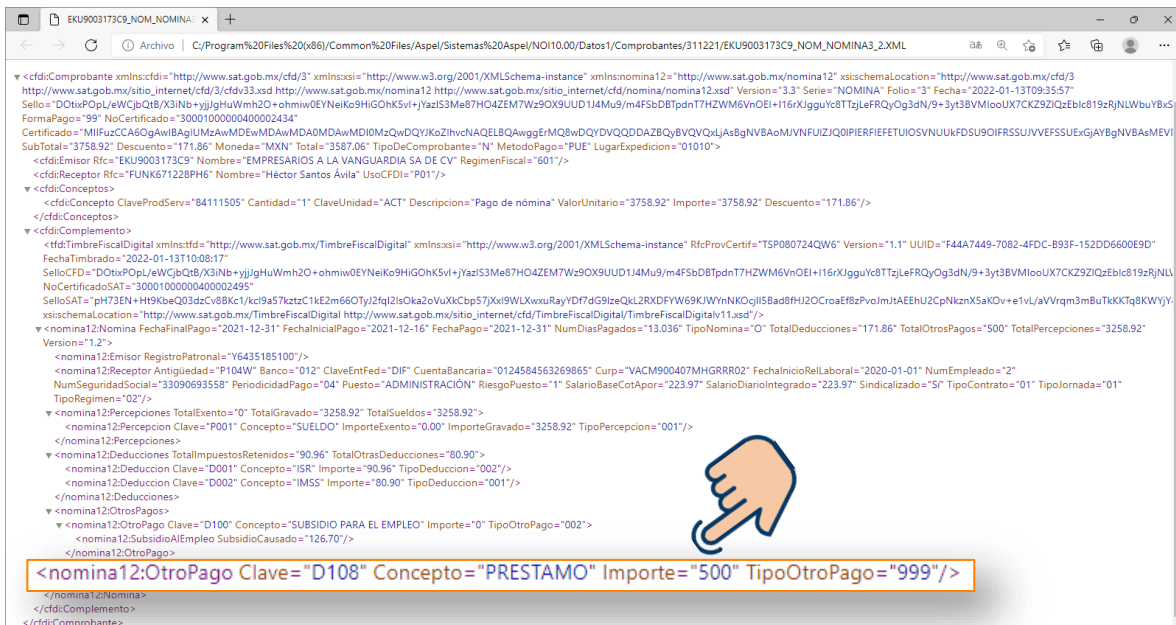 EKU9003173C9_NOM_NOMINA
Archivo C:/Program%20Files%20(x86)/Common%20Files/Aspel/Sistemas%20Aspel/NOI10.00/Datos1/Comprobantes/311221/EKU9003173C9_NOM_NOMINA3_2.XML
<cfdi:Comprobante xmlns:cfdi="http://www.sat.gob.mx/cfd/3" xmlns:xsi="http://www.w3.org/2001/XMLSchema-instance" xmlns:nomina12="http://www.sat.gob.mx/nomina12" xsi:schemaLocation="http://www.sat.gob.mx/cfd/3
http://www.sat.gob.mx/sitio_internet/cfd/3/cfdv33.xsd http://www.sat.gob.mx/nomina12 http://www.sat.gob.mx/sitio_internet/cfd/nomina/nomina12.xsd" Version="3.3" Serie="NOMINA" Folio="3" Fecha="2022-01-13T09:35:57"
FormaPago="99" NoCertificado="30001000000400002434"
SubTotal="3758.92" Descuento="171.86" Moneda="MXN" Total="3587.06" TipoDeComprobante="N" MetodoPago="PUE" LugarExpedicion="01010">
<cfdi:Emisor Rfc="EKU9003173C9" Nombre="EMPRESARIOS A LA VANGUARDIA SA DE CV" RegimenFiscal="601"/>
<cfdi:Receptor Rfc="FUNK671228PH6" Nombre="Héctor Santos Ávila" UsoCFDI="P01"/>
<cfdi:Conceptos>
<cfdi:Concepto ClaveProdServ="84111505" Cantidad="1" ClaveUnidad="ACT" Descripcion="Pago de nómina" ValorUnitario="3758.92" Importe="3758.92" Descuento="171.86"/>
</cfdi:Conceptos>
<cfdi:Complemento>
<tfd:TimbreFiscalDigital xmlns:tfd="http://www.sat.gob.mx/TimbreFiscalDigital" xmlns:xsi="http://www.w3.org/2001/XMLSchema-instance" RfcProvCertif="TSP080724QW6" Version="1.1" UUID="F44A7449-7082-4FDC-B93F-152DD6600E9D"
FechaTimbrado="2022-01-13T10:08:17"
NoCertificadoSAT="30001000000400002495"
xsi:schemaLocation="http://www.sat.gob.mx/TimbreFiscalDigital http://www.sat.gob.mx/sitio_internet/cfd/TimbreFiscalDigital/TimbreFiscalDigitalv11.xsd"/>
<nomina12:Nomina FechaFinalPago="2021-12-31" FechaInicialPago="2021-12-16" FechaPago="2021-12-31" NumDiasPagados="13.036" TipoNomina="O" TotalDeducciones="171.86" TotalOtrosPagos="500" TotalPercepciones="3258.92"
Version="1.2">
<nomina12:Emisor RegistroPatronal="Y6435185100"/>
<nomina12:Receptor Antigüedad="P104W" Banco="012" ClaveEntFed="DIF" CuentaBancaria="0124584563269865" Curp="VACM900407MHGRRR02" FechaInicioRelLaboral="2020-01-01" NumEmpleado="2"
NumSeguridadSocial="33090693558" PeriodicidadPago="04" Puesto="ADMINISTRACIÓN" RiesgoPuesto="1" SalarioBaseCotApor="223.97" SalarioDiarioIntegrado="223.97" Sindicalizado="Sí" TipoContrato="01" TipoJornada="01"
TipoRegimen="02"/>
<nomina12:Percepciones TotalExento="0" TotalGravado="3258.92" TotalSueldos="3258.92">
<nomina12:Percepcion Clave="P001" Concepto="SUELDO" ImporteExento="0.00" ImporteGravado="3258.92" TipoPercepcion="001"/>
</nomina12:Percepciones>
<nomina12:Deducciones TotalImpuestosRetenidos="90.96" TotalOtrasDeducciones="80.90">
<nomina12:Deduccion Clave="D001" Concepto="ISR" Importe="90.96" TipoDeduccion="002"/>
<nomina12:Deduccion Clave="D002" Concepto="IMSS" Importe="80.90" TipoDeduccion="001"/>
</nomina12:Deducciones>
<nomina12:OtrosPagos>
<nomina12:OtroPago Clave="D100" Concepto="SUBSIDIO PARA EL EMPLEO" Importe="0" TipoOtroPago="002">
<nomina12:SubsidioAlEmpleo SubsidioCausado="126.70"/>
</nomina12:OtroPago>
<nomina12:OtroPago Clave="D108" Concepto="PRESTAMO" Importe="500" TipoOtroPago="999"/>
</nomina12:Nomina>
</cfdi:Complemento>
</cfdi:Comprobante>